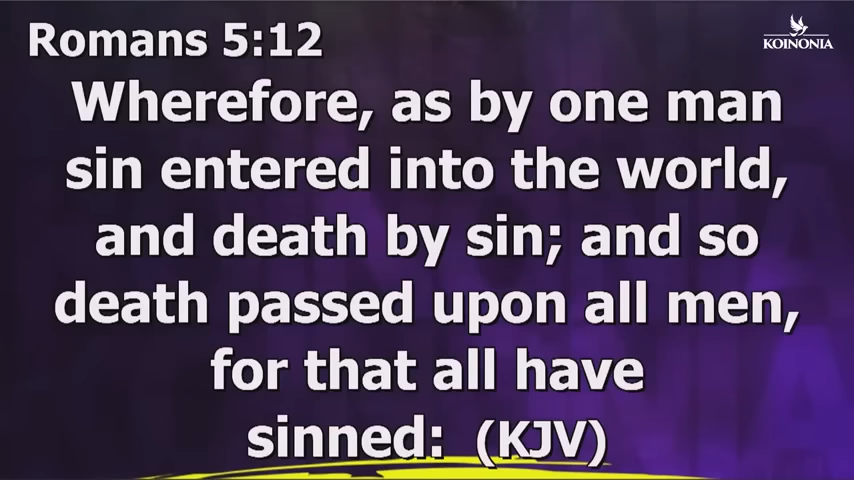 Romans 5:12
KOINONIA
Wherefore, as by one man
sin entered into the world,
and death by sin; and so
death passed upon all men,
for that all have
sinned: (KJV)